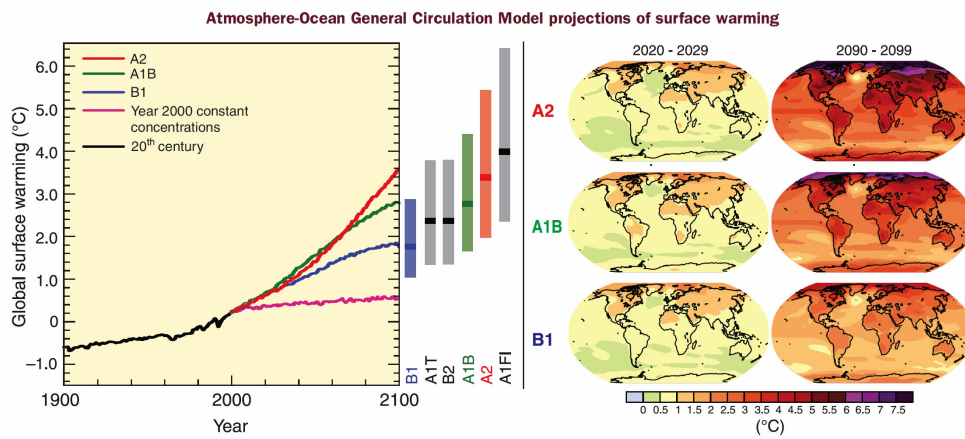 Atmosphere-Ocean General Circulation Model projections of surface warming
Global surface warming (°C)
6.0
5.0
4.0
3.0
2.0
1.0
0
–1.0
A2
A1B
B1
Year 2000 constant
concentrations
20th century
1900
2000
2100
Year
B1
A1T
B2
A1B
A2
A1FI
2020 - 2029
2090 - 2099
A2
A1B
B1
0 0.5 1 1.5 2 2.5 3 3.5 4 4.5 5 5.5 6 6.5 7 7.5
(°C)